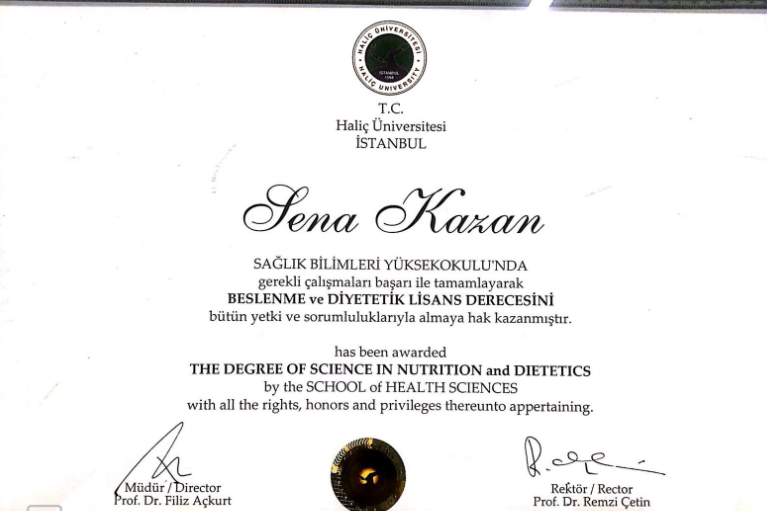 HALİÇ ÜNİVERSİTESİ
İSTANBUL
HALİÇ UNIVERSITY
T.C.
Haliç Üniversitesi
İSTANBUL
Sena Kazan
SAĞLIK BİLİMLERİ YÜKSEKOKULU'NDA
gerekli çalışmaları başarı ile tamamlayarak
BESLENME ve DİYETETİK LİSANS DERECESİNİ
bütün yetki ve sorumluluklarıyla almaya hak kazanmıştır.
has been awarded
THE DEGREE OF SCIENCE IN NUTRITION and DIETETICS
by the SCHOOL of HEALTH SCIENCES
with all the rights, honors and privileges thereunto appertaining.
Müdür / Director
Prof. Dr. Filiz Açkurt
Rektör / Rector
Prof. Dr. Remzi Çetin